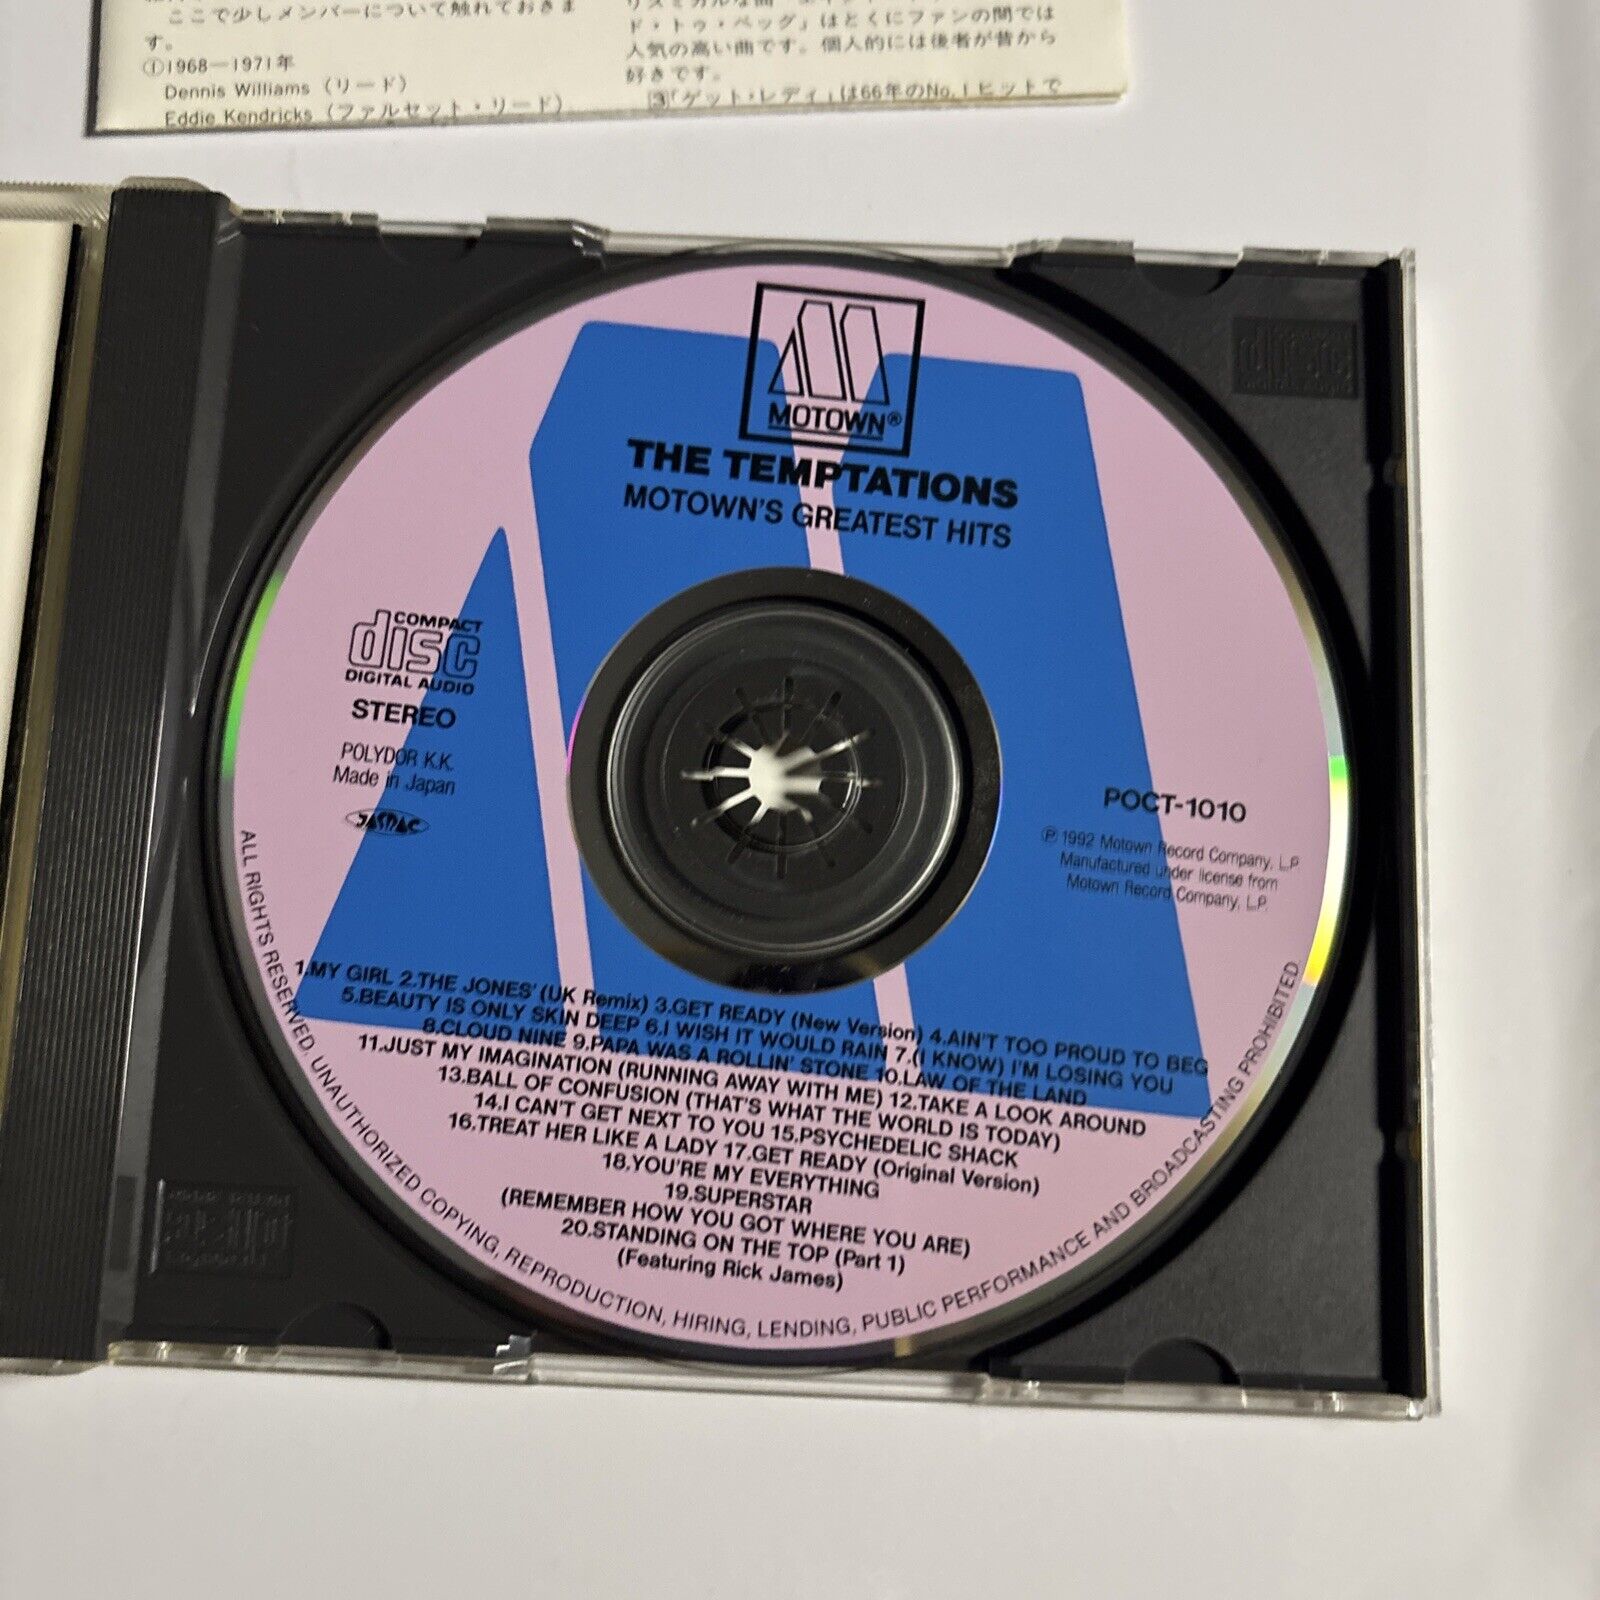 ここで少しメンバーについて触れておきま
す。
①1968—1971年
Dennis Williams（リード）
Eddie Kendricks（ファルセット・リード）
ド・トゥ・ベッグ」はとくにファンの間では
人気の高い曲です。個人的には後者が昔から
好きです。
③「ゲット・レディ」は66年のNo.1ヒットで
MOTOWN®
THE TEMPTATIONS
MOTOWN'S GREATEST HITS
COMPACT
disc
DIGITAL AUDIO
STEREO
POLYDOR K.K.
Made in Japan
JASRAC
POCT-1010
Ⓟ 1992 Motown Record Company, L.P.
Manufactured under license from
Motown Record Company, L.P.
1.MY GIRL 2.THE JONES' (UK Remix) 3.GET READY (New Version) 4.AIN'T TOO PROUD TO BEG
5.BEAUTY IS ONLY SKIN DEEP 6.I WISH IT WOULD RAIN 7.(I KNOW) I'M LOSING YOU
8.CLOUD NINE 9.PAPA WAS A ROLLIN' STONE 10.LAW OF THE LAND
11.JUST MY IMAGINATION (RUNNING AWAY WITH ME) 12.TAKE A LOOK AROUND
13.BALL OF CONFUSION (THAT'S WHAT THE WORLD IS TODAY)
14.I CAN'T GET NEXT TO YOU 15.PSYCHEDELIC SHACK
16.TREAT HER LIKE A LADY 17.GET READY (Original Version)
18.YOU'RE MY EVERYTHING
19.SUPERSTAR
(REMEMBER HOW YOU GOT WHERE YOU ARE)
20.STANDING ON THE TOP (Part 1)
(Featuring Rick James)
ALL RIGHTS RESERVED. UNAUTHORIZED COPYING, REPRODUCTION, HIRING, LENDING, PUBLIC PERFORMANCE AND BROADCASTING PROHIBITED.
disc
DIGITAL AUDIO